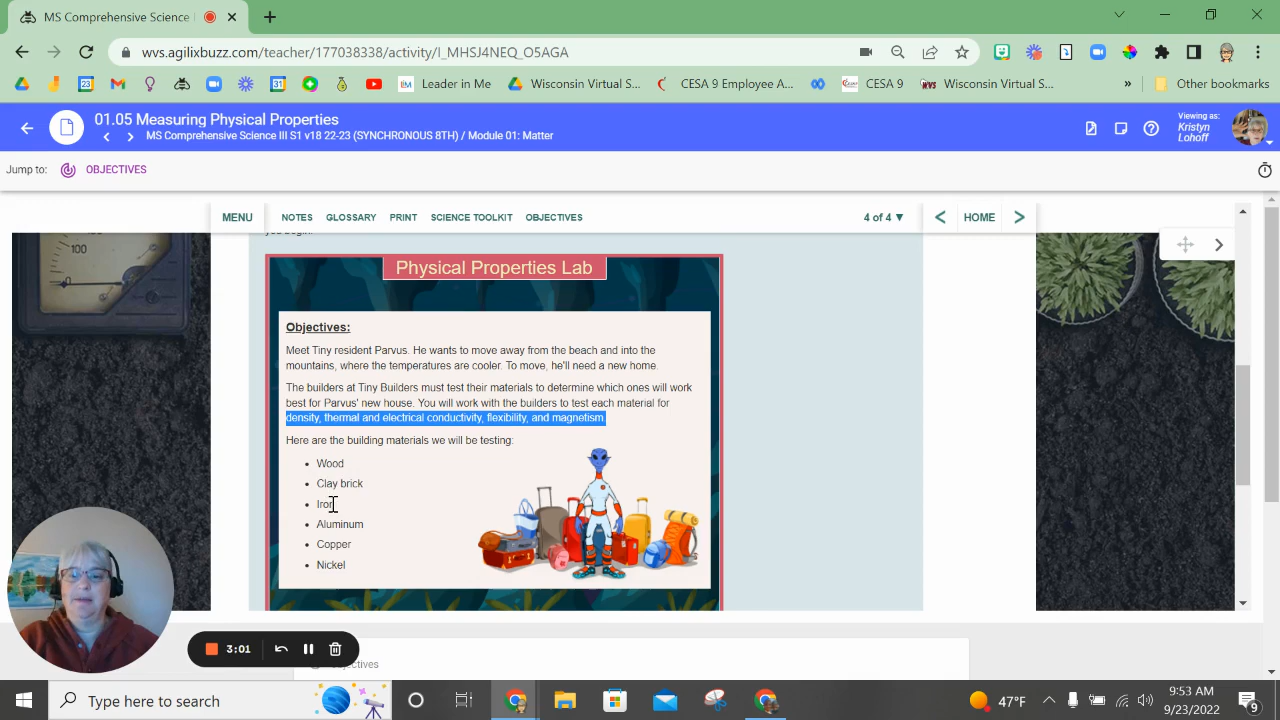 MS Comprehensive Science
wvs.agilixbuzz.com/teacher/177038338/activity/I_MHSJ4NEQ_O5AGA
Leader in Me
Wisconsin Virtual S...
CESA 9 Employee A...
CESA 9
Wisconsin Virtual S...
»
Other bookmarks
01.05 Measuring Physical Properties
MS Comprehensive Science III S1 v18 22-23 (SYNCHRONOUS 8TH) / Module 01: Matter
Viewing as:
Kristyn
Lohoff
Jump to:
OBJECTIVES
MENU
NOTES
GLOSSARY
PRINT
SCIENCE TOOLKIT
OBJECTIVES
4 of 4
HOME
you begin.
100
100
Physical Properties Lab
Objectives:
Meet Tiny resident Parvus. He wants to move away from the beach and into the
mountains, where the temperatures are cooler. To move, he'll need a new home.
The builders at Tiny Builders must test their materials to determine which ones will work
best for Parvus' new house. You will work with the builders to test each material for
density, thermal and electrical conductivity, flexibility, and magnetism.
Here are the building materials we will be testing:
• Wood
• Clay brick
• Iron
• Aluminum
• Copper
• Nickel
3:01
Objectives
Type here to search
47°F
9:53 AM
9/23/2022
9